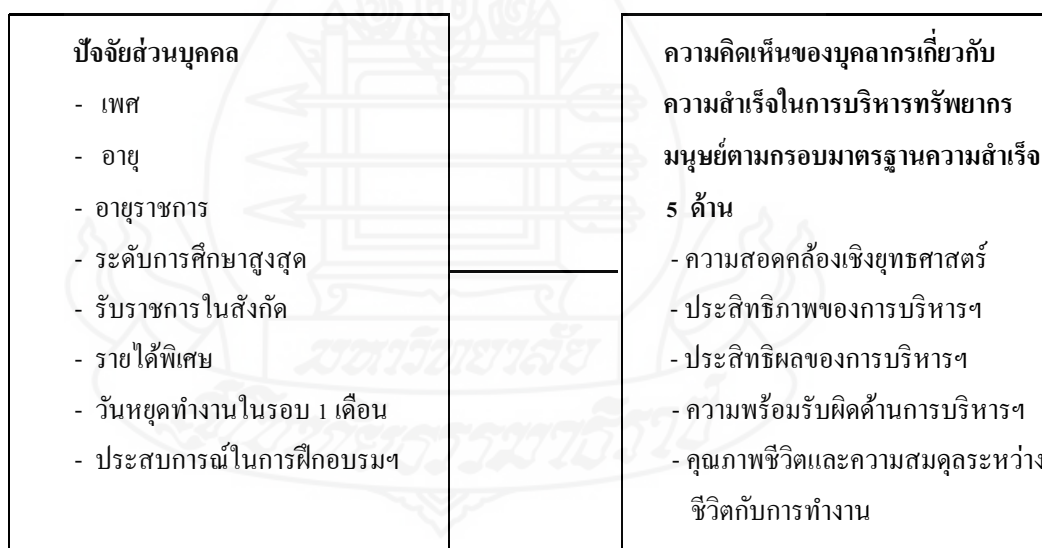 ปัจจัยส่วนบุคคล
- เพศ
- อายุ
- อายุราชการ
- ระดับการศึกษาสูงสุด
- รับราชการในสังกัด
- รายได้พิเศษ
- วันหยุดทำงานในรอบ 1 เดือน
- ประสบการณ์ในการฝึกอบรมฯ
ความคิดเห็นของบุคลากรเกี่ยวกับ
ความสำเร็จในการบริหารทรัพยากร
มนุษย์ตามกรอบมาตรฐานความสำเร็จ
5 ด้าน
- ความสอดคล้องเชิงยุทธศาสตร์
- ประสิทธิภาพของการบริหารฯ
- ประสิทธิผลของการบริหารฯ
- ความพร้อมรับผิดด้านการบริหารฯ
- คุณภาพชีวิตและความสมดุลระหว่าง
ชีวิตกับการทำงาน